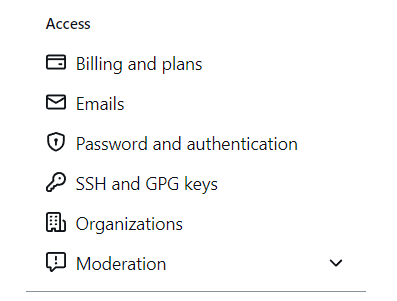 Access
Billing and plans
Emails
Password and authentication
SSH and GPG keys
Organizations
Moderation